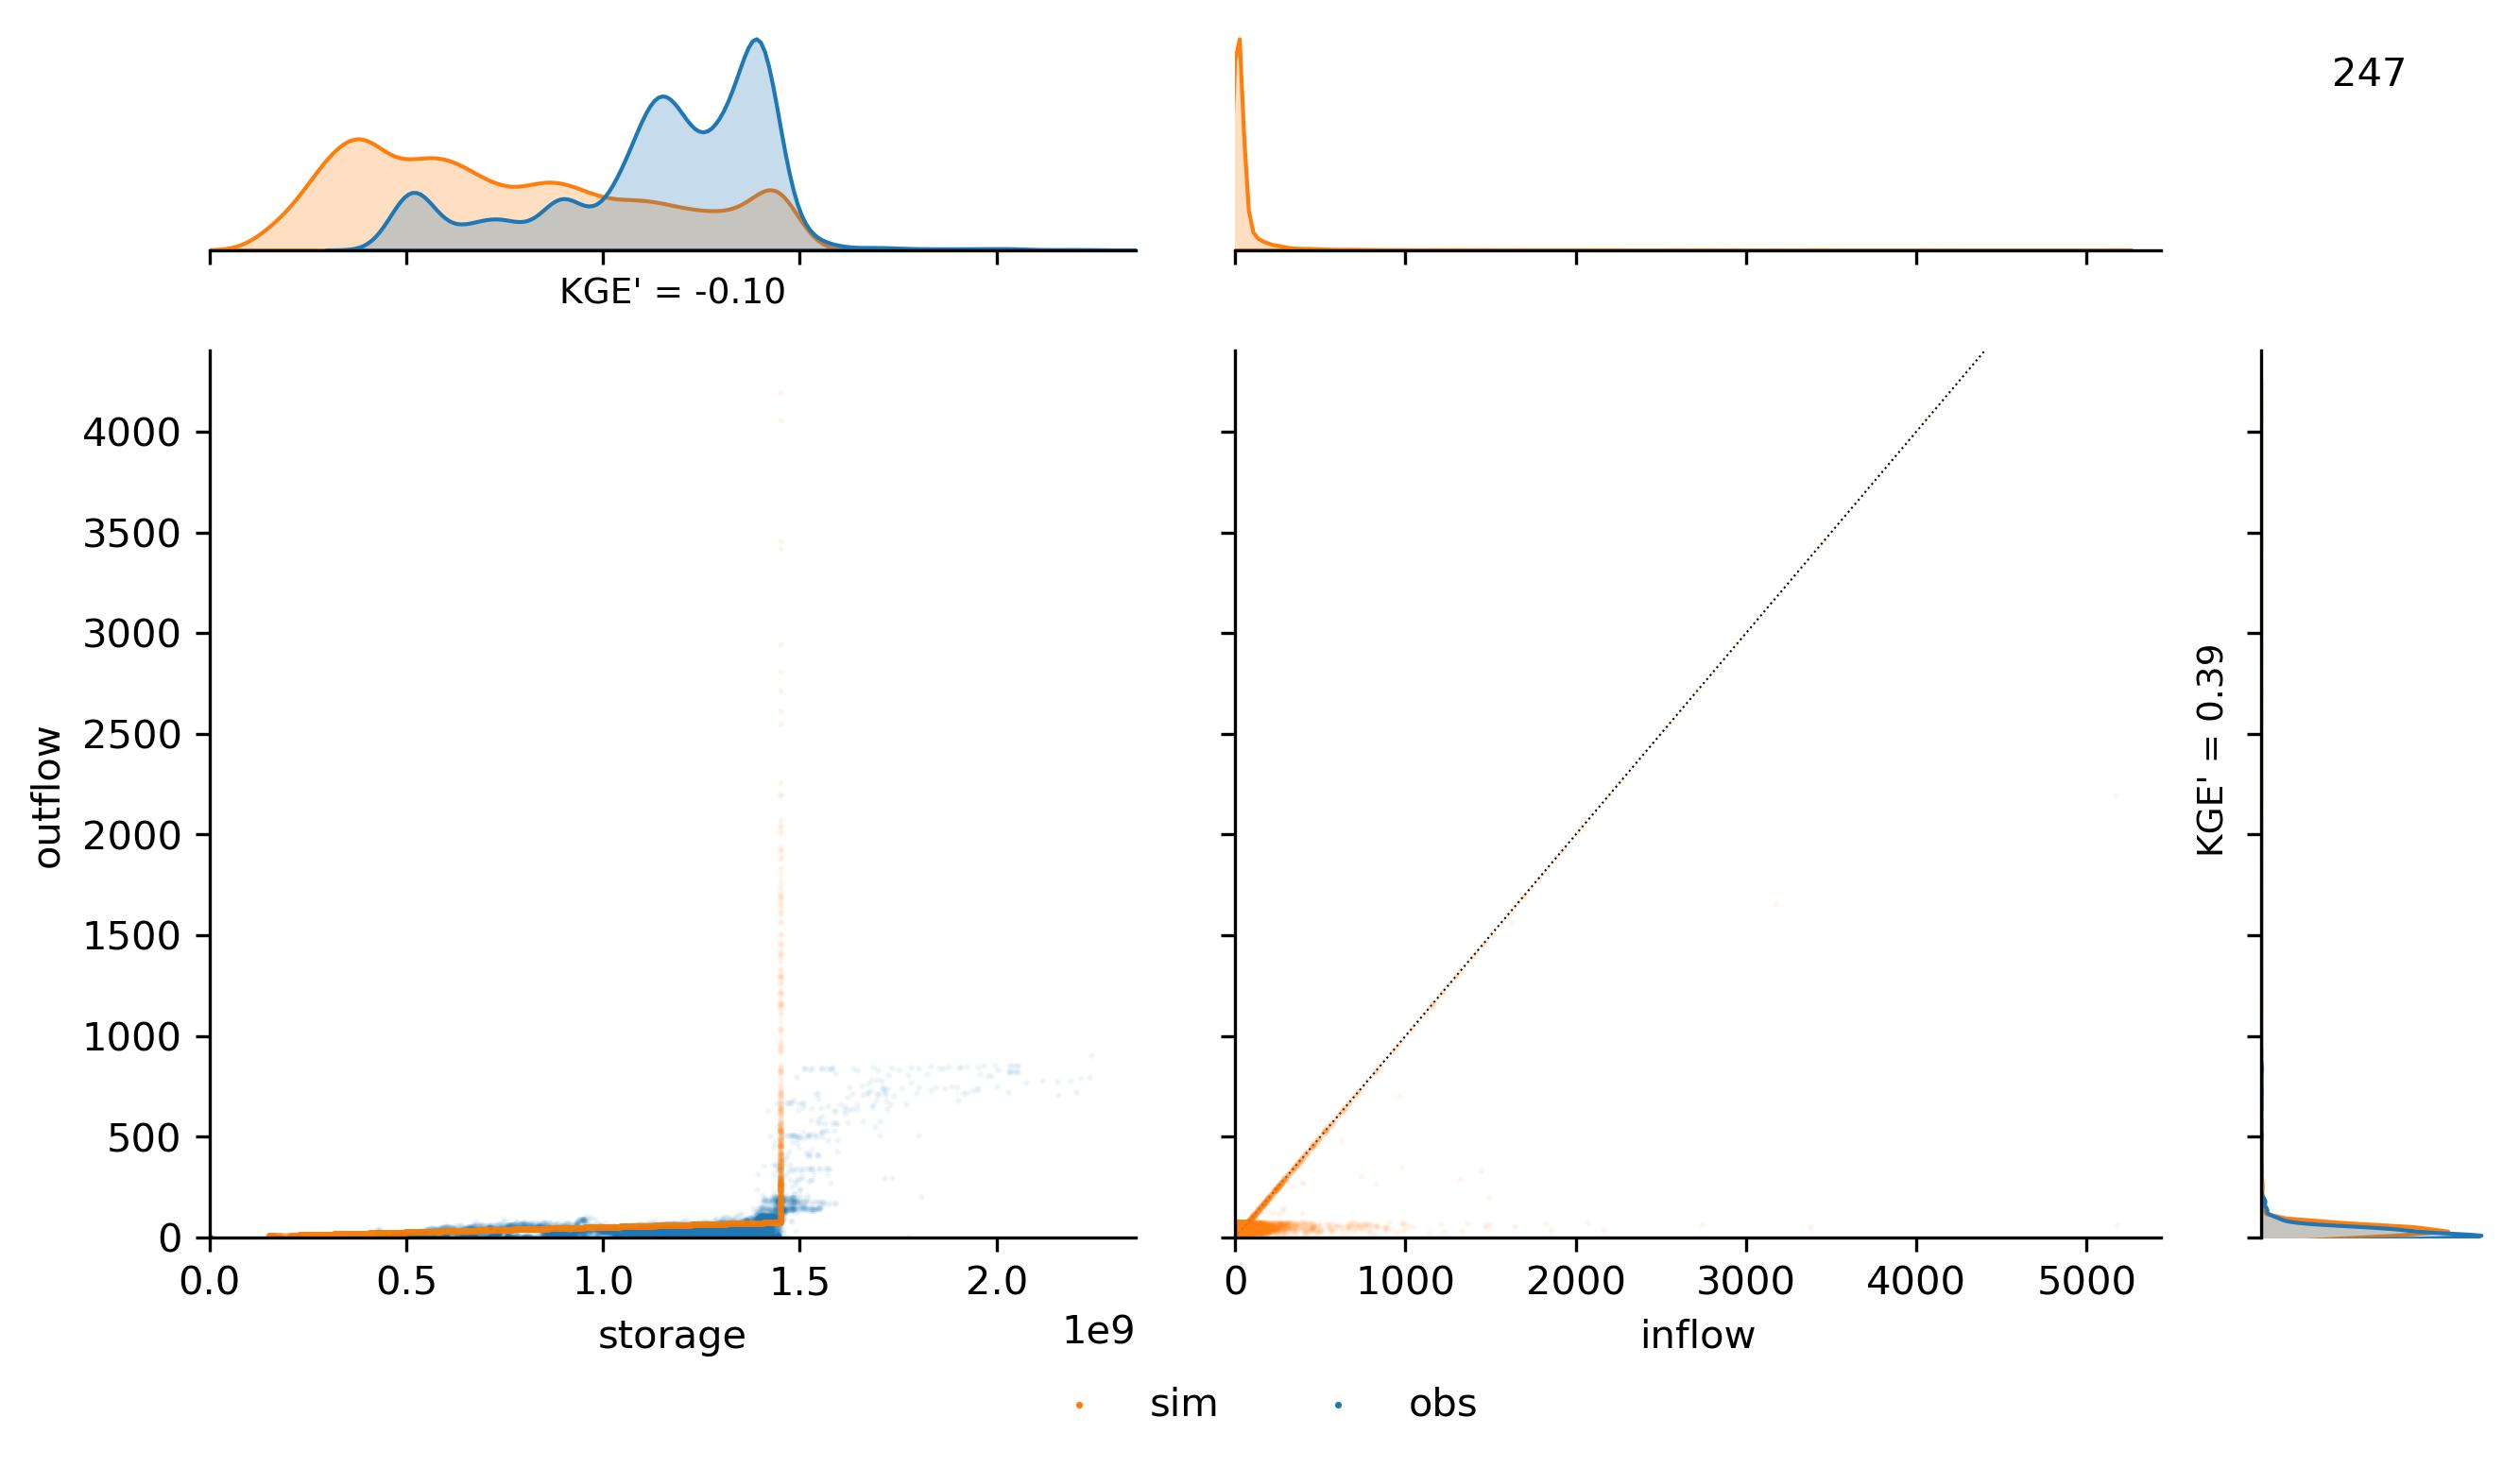 247
KGE' = -0.10
outflow
4000
3500
3000
2500
2000
1500
1000
500
0
0.0 0.5 1.0 1.5 2.0
1e9
storage
KGE' = 0.39
0 1000 2000 3000 4000 5000
inflow
sim obs